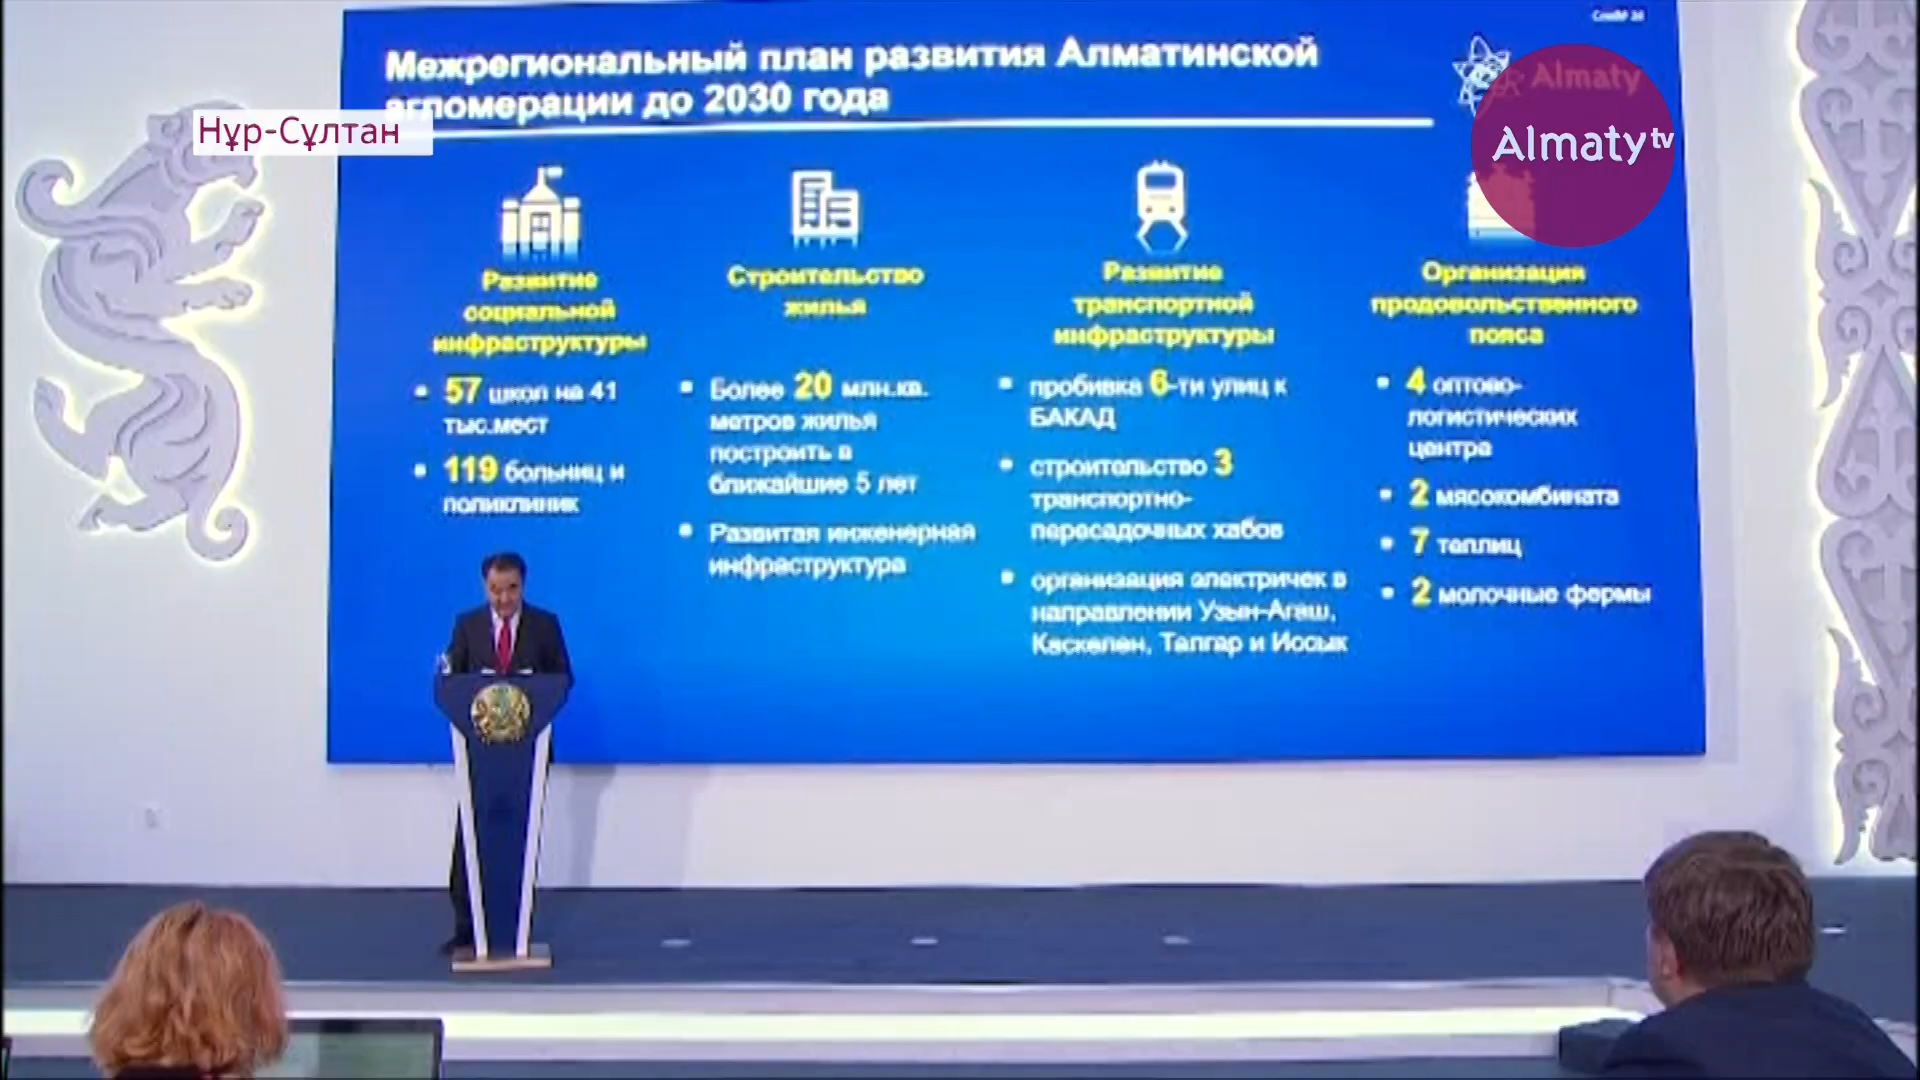 Слайд 36
Межрегиональный план развития Алматинской
агломерации до 2030 года
Нұр-Сұлтан
Almaty
Almaty tv
Развитие
социальной
инфраструктуры
• 57 школ на 41
тыс.мест
• 119 больниц и
поликлиник
Строительство
жилья
• Более 20 млн.кв.
метров жилья
построить в
ближайшие 5 лет
• Развитая инженерная
инфраструктура
Развитие
транспортной
инфраструктуры
• пробивка 6-ти улиц к
БАКАД
• строительство 3
транспортно-
пересадочных хабов
• организация электричек в
направлении Узын-Агаш,
Каскелен, Талгар и Иссык
Организация
продовольственного
пояса
• 4 оптово-
логистических
центра
• 2 мясокомбината
• 7 теплиц
• 2 молочные фермы